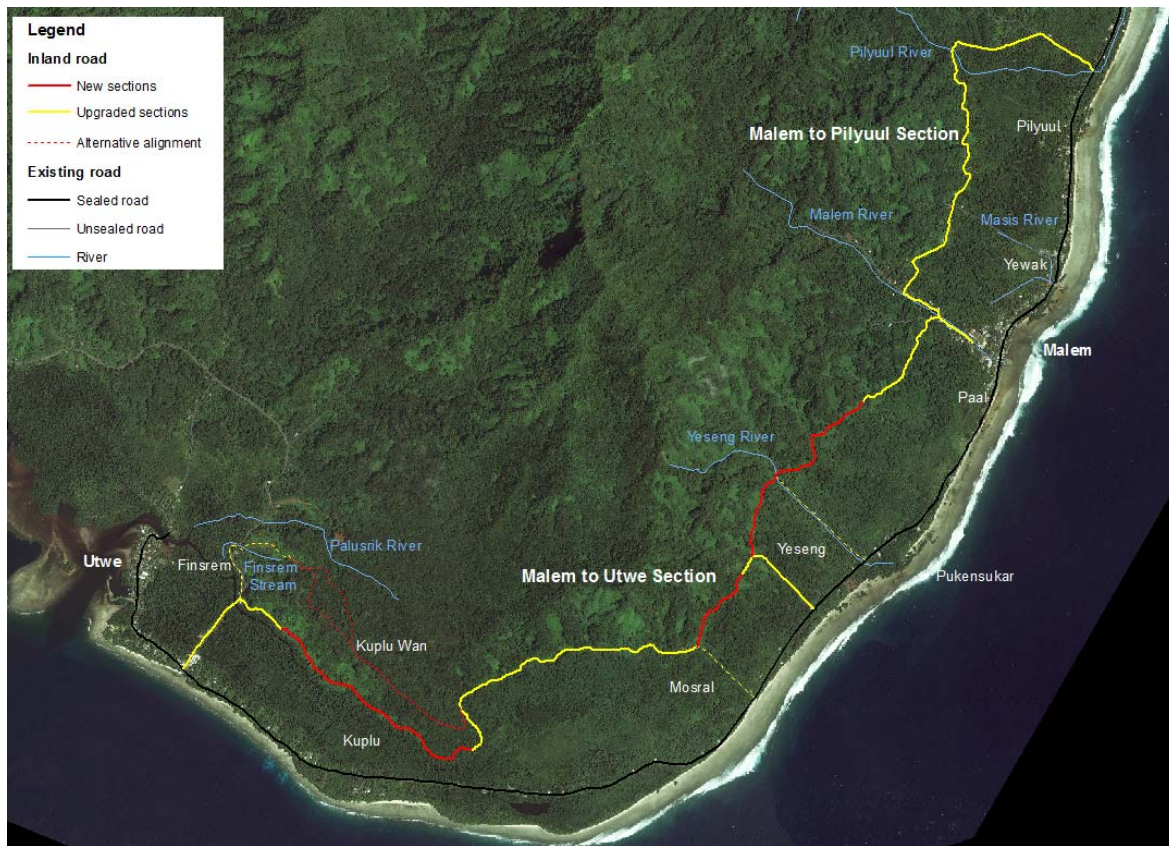 Legend
Inland road
New sections
Upgraded sections
Alternative alignment
Existing road
Sealed road
Unsealed road
River
Pilyuul River
Malem to Pilyuul Section
Pilyuul
Malem River
Masis River
Yewak
Malem
Paal
Yeseng River
Yeseng
Pukensukar
Malem to Utwe Section
Palusrik River
Utwe
Finsrem
Finsrem
Stream
Kuplu Wan
Mosral
Kuplu